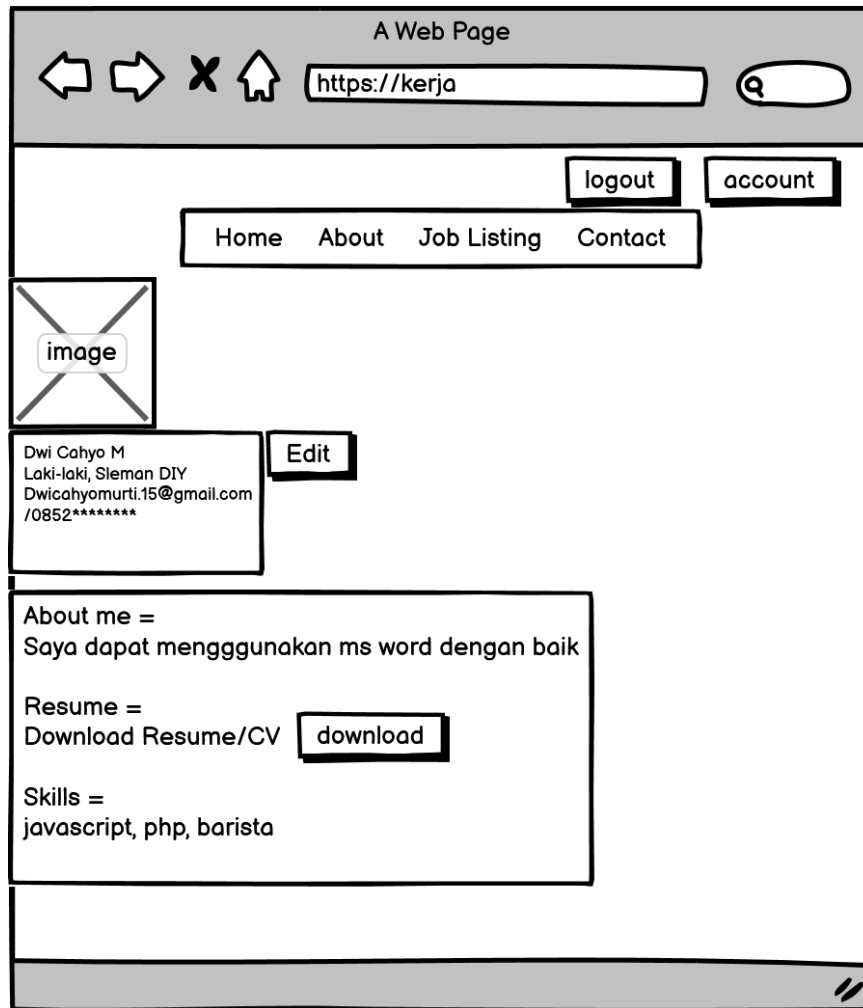 A Web Page
https://kerja
logout account
Home About Job Listing Contact
image
Dwi Cahyo M
Edit
Laki-laki, Sleman DIY
Dwicahyomurti.15@gmail.com
/0852********
About me =
Saya dapat mengggunakan ms word dengan baik
Resume =
Download Resume/CV download
Skills =
javascript, php, barista